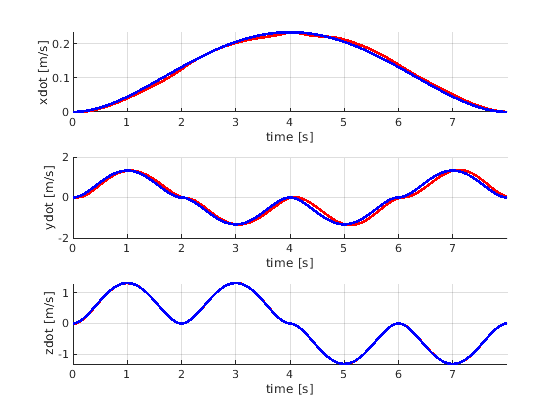 0.2
0.1
0
xdot [m/s]
0 1 2 3 4 5 6 7
time [s]
2
0
-2
ydot [m/s]
0 1 2 3 4 5 6 7
time [s]
1
0
-1
zdot [m/s]
0 1 2 3 4 5 6 7
time [s]